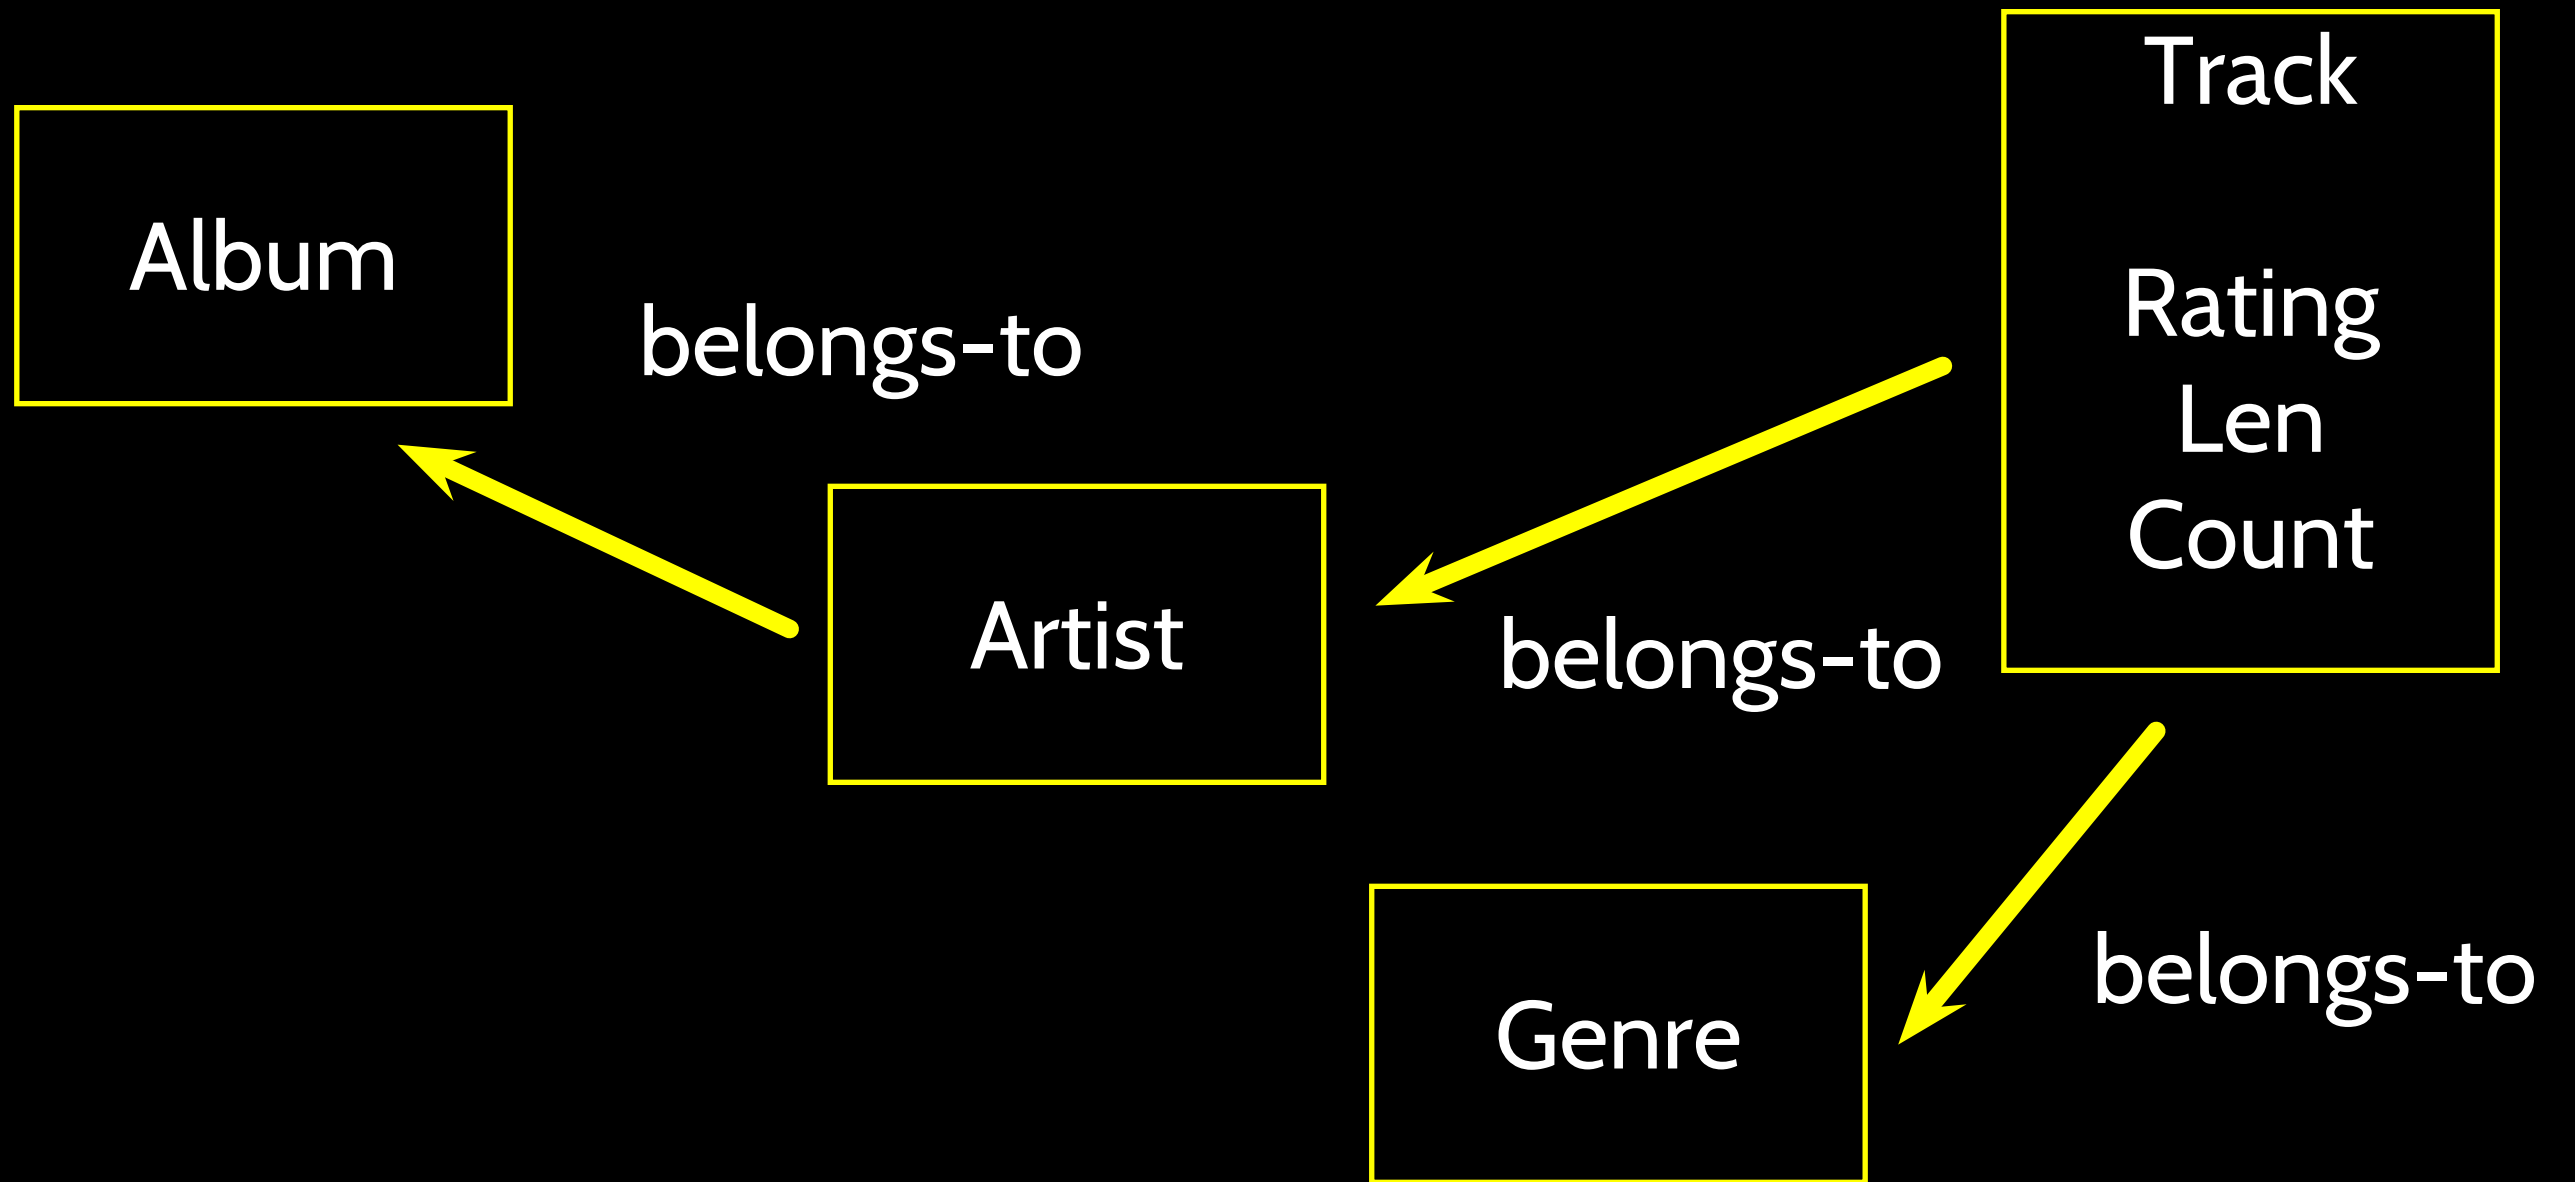 Album
belongs-to
Artist
belongs-to
Track
Rating
Len
Count
Genre
belongs-to